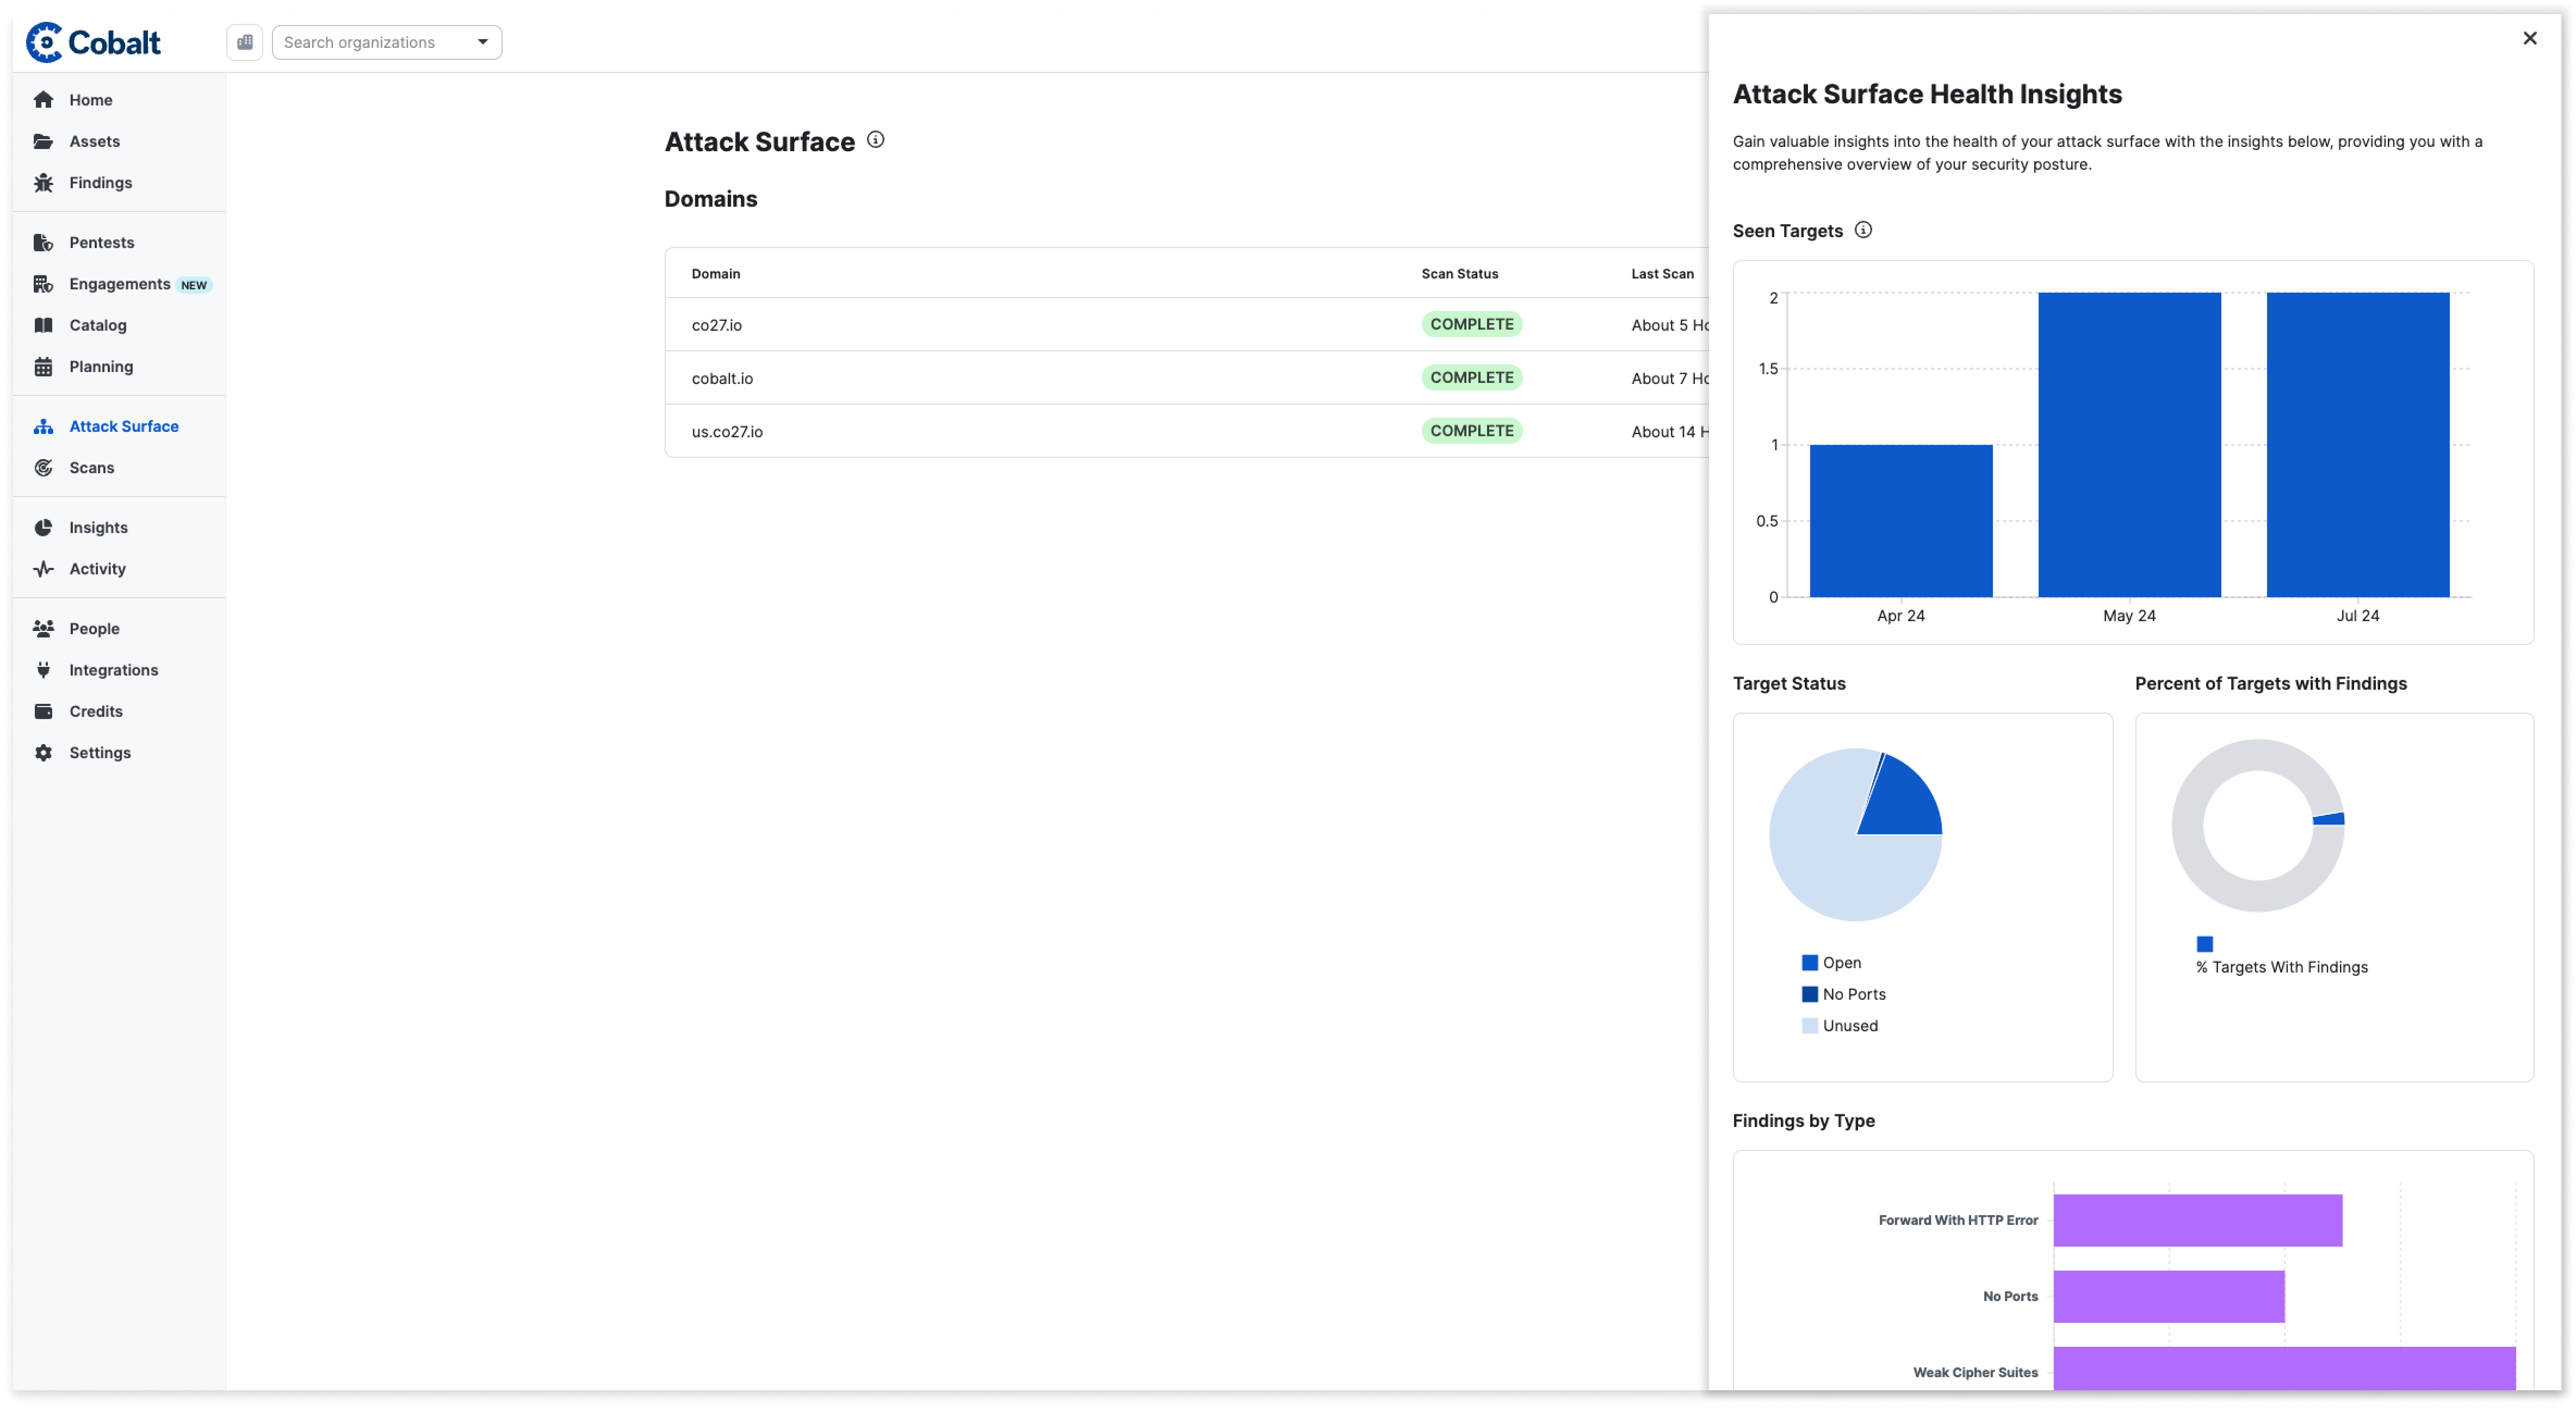 Cobalt
Search organizations
Home
Assets
Findings
Pentests
Engagements NEW
Catalog
Planning
Attack Surface
Scans
Insights
Activity
People
Integrations
Credits
Settings
Attack Surface
Domains
Domain Scan Status Last Scan
co27.io COMPLETE About 5
cobalt.io COMPLETE About 7
us.co27.io COMPLETE About 14
Attack Surface Health Insights
Gain valuable insights into the health of your attack surface with the insights below, providing you with a
comprehensive overview of your security posture.
Seen Targets
2
1.5
1
0.5
0
Apr 24 May 24 Jul 24
Target Status
Open
No Ports
Unused
Percent of Targets with Findings
% Targets With Findings
Findings by Type
Forward With HTTP Error
No Ports
Weak Cipher Suites